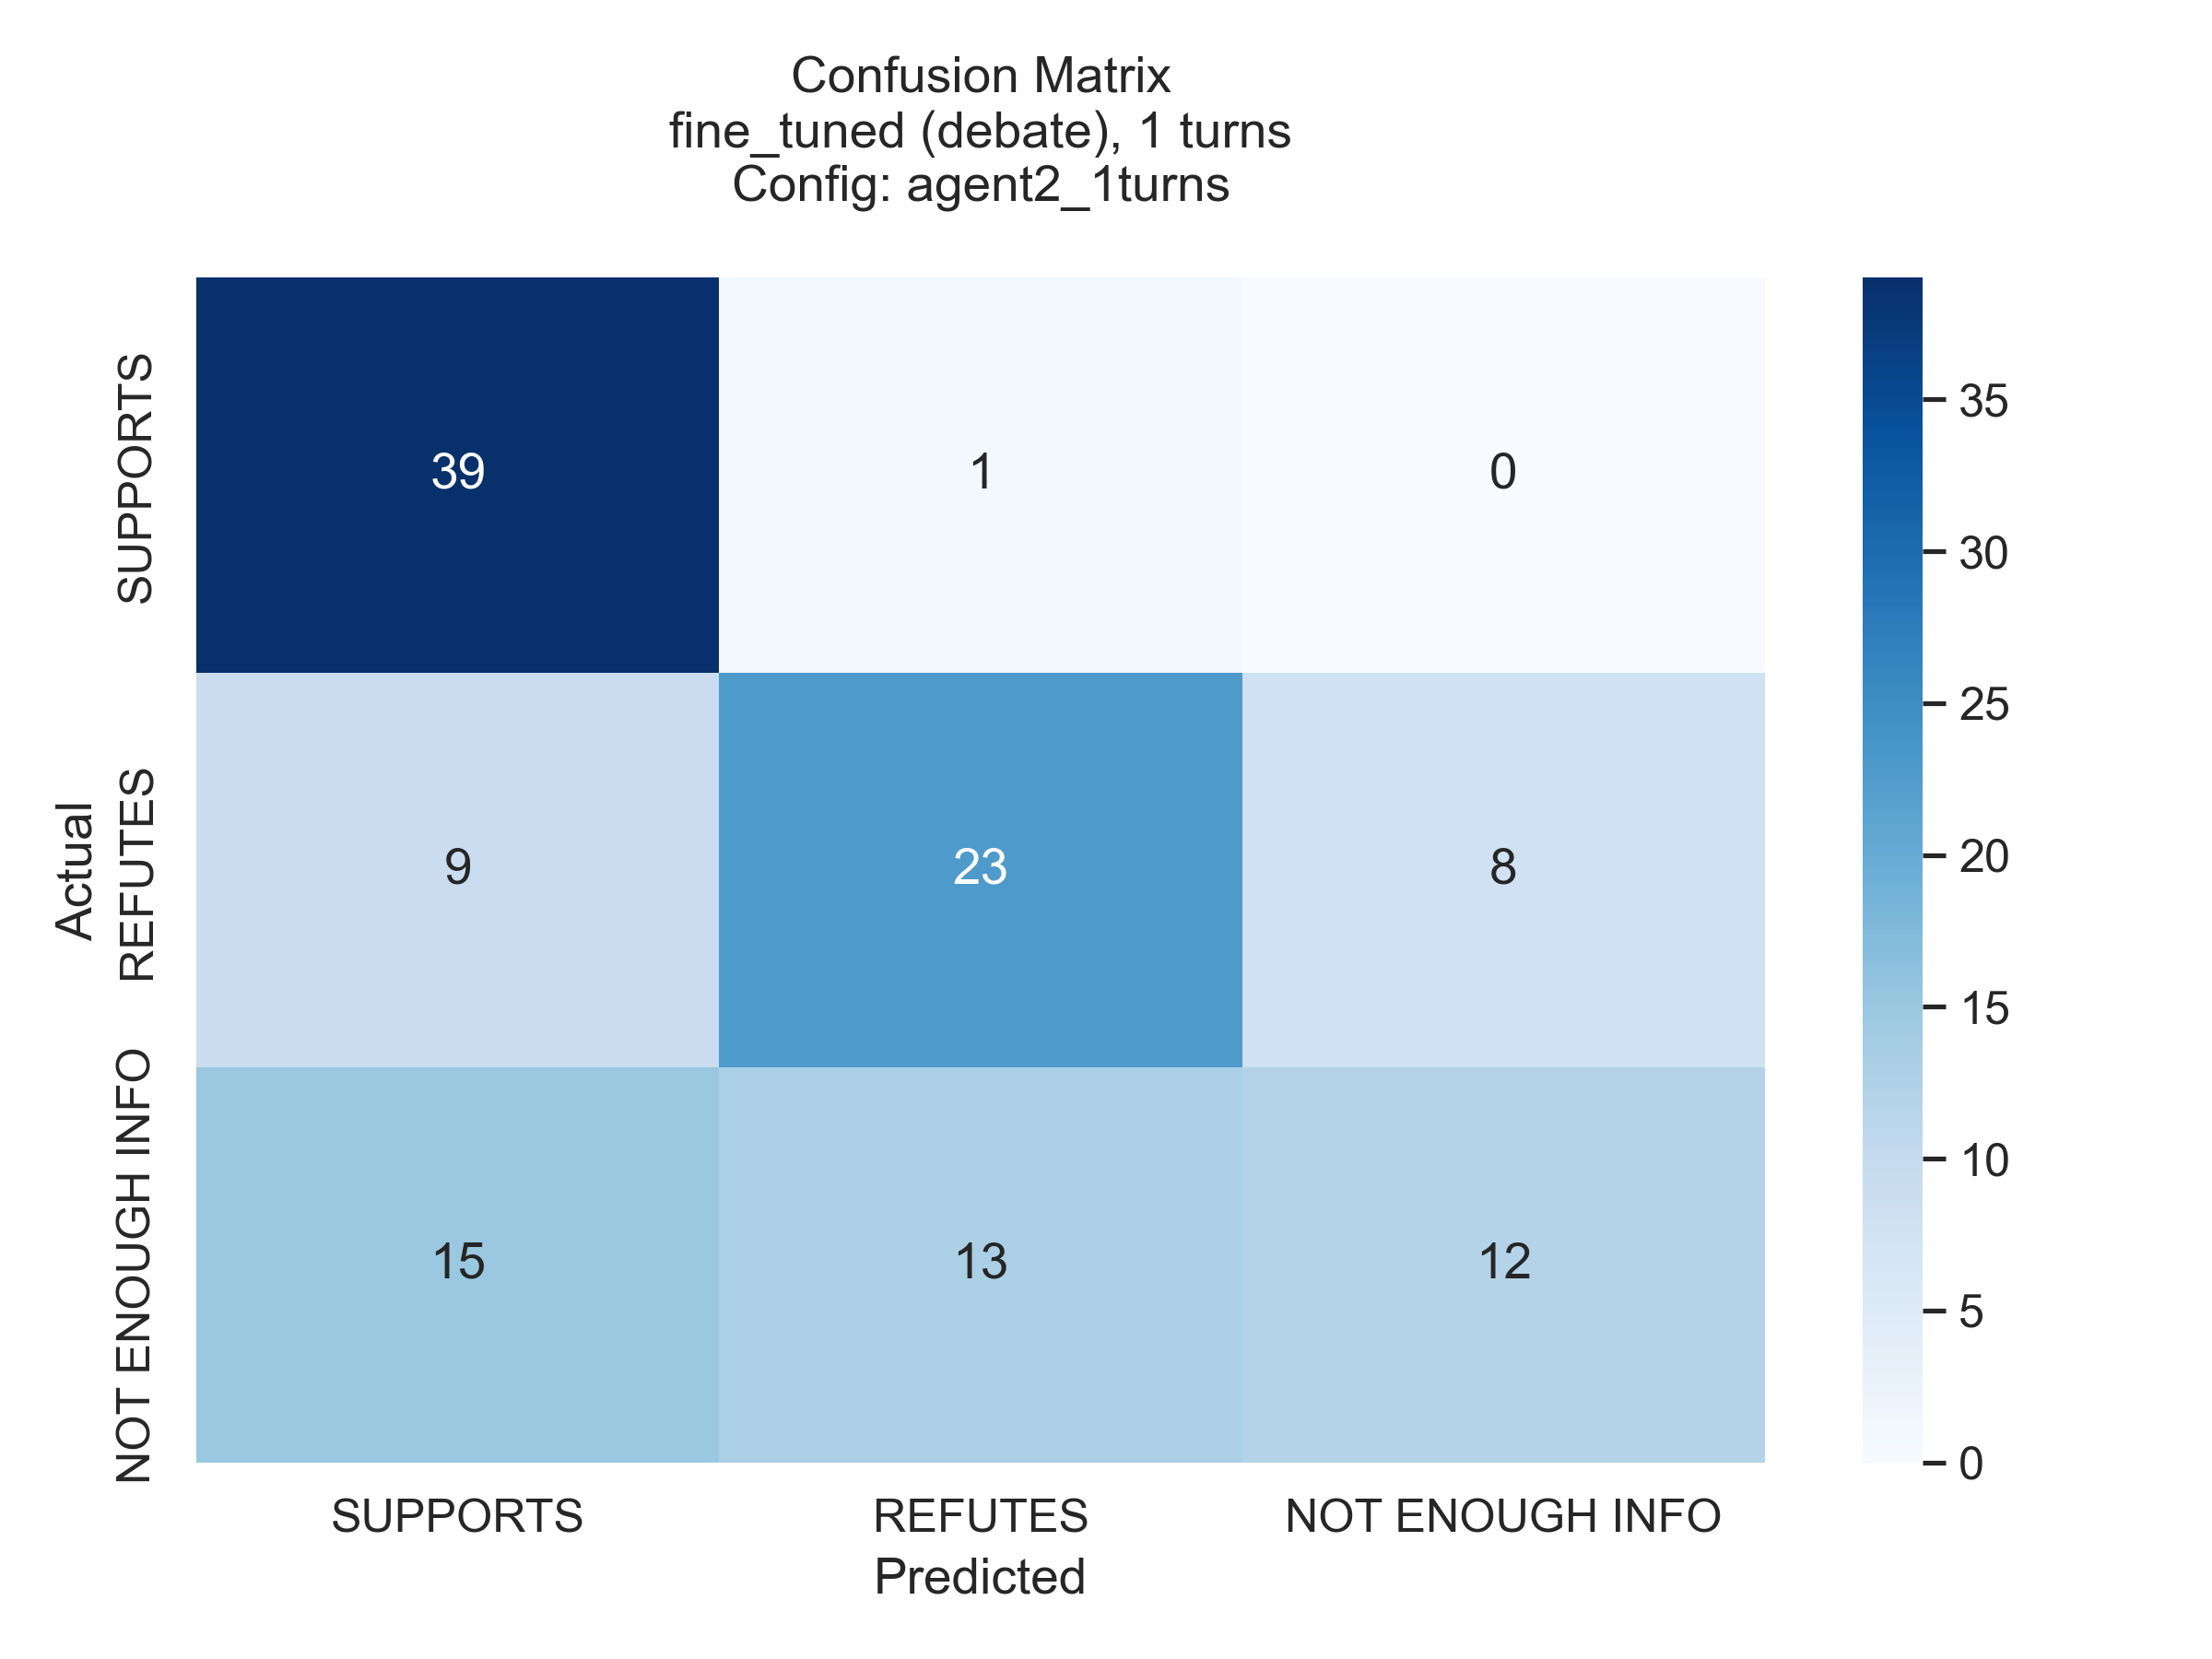 Confusion Matrix
fine_tuned (debate), 1 turns
Config: agent2_1turns
Actual
SUPPORTS
39
1
0
REFUTES
9
23
8
NOT ENOUGH INFO
15
13
12
SUPPORTS
REFUTES
NOT ENOUGH INFO
Predicted
35
30
25
20
15
10
5
0